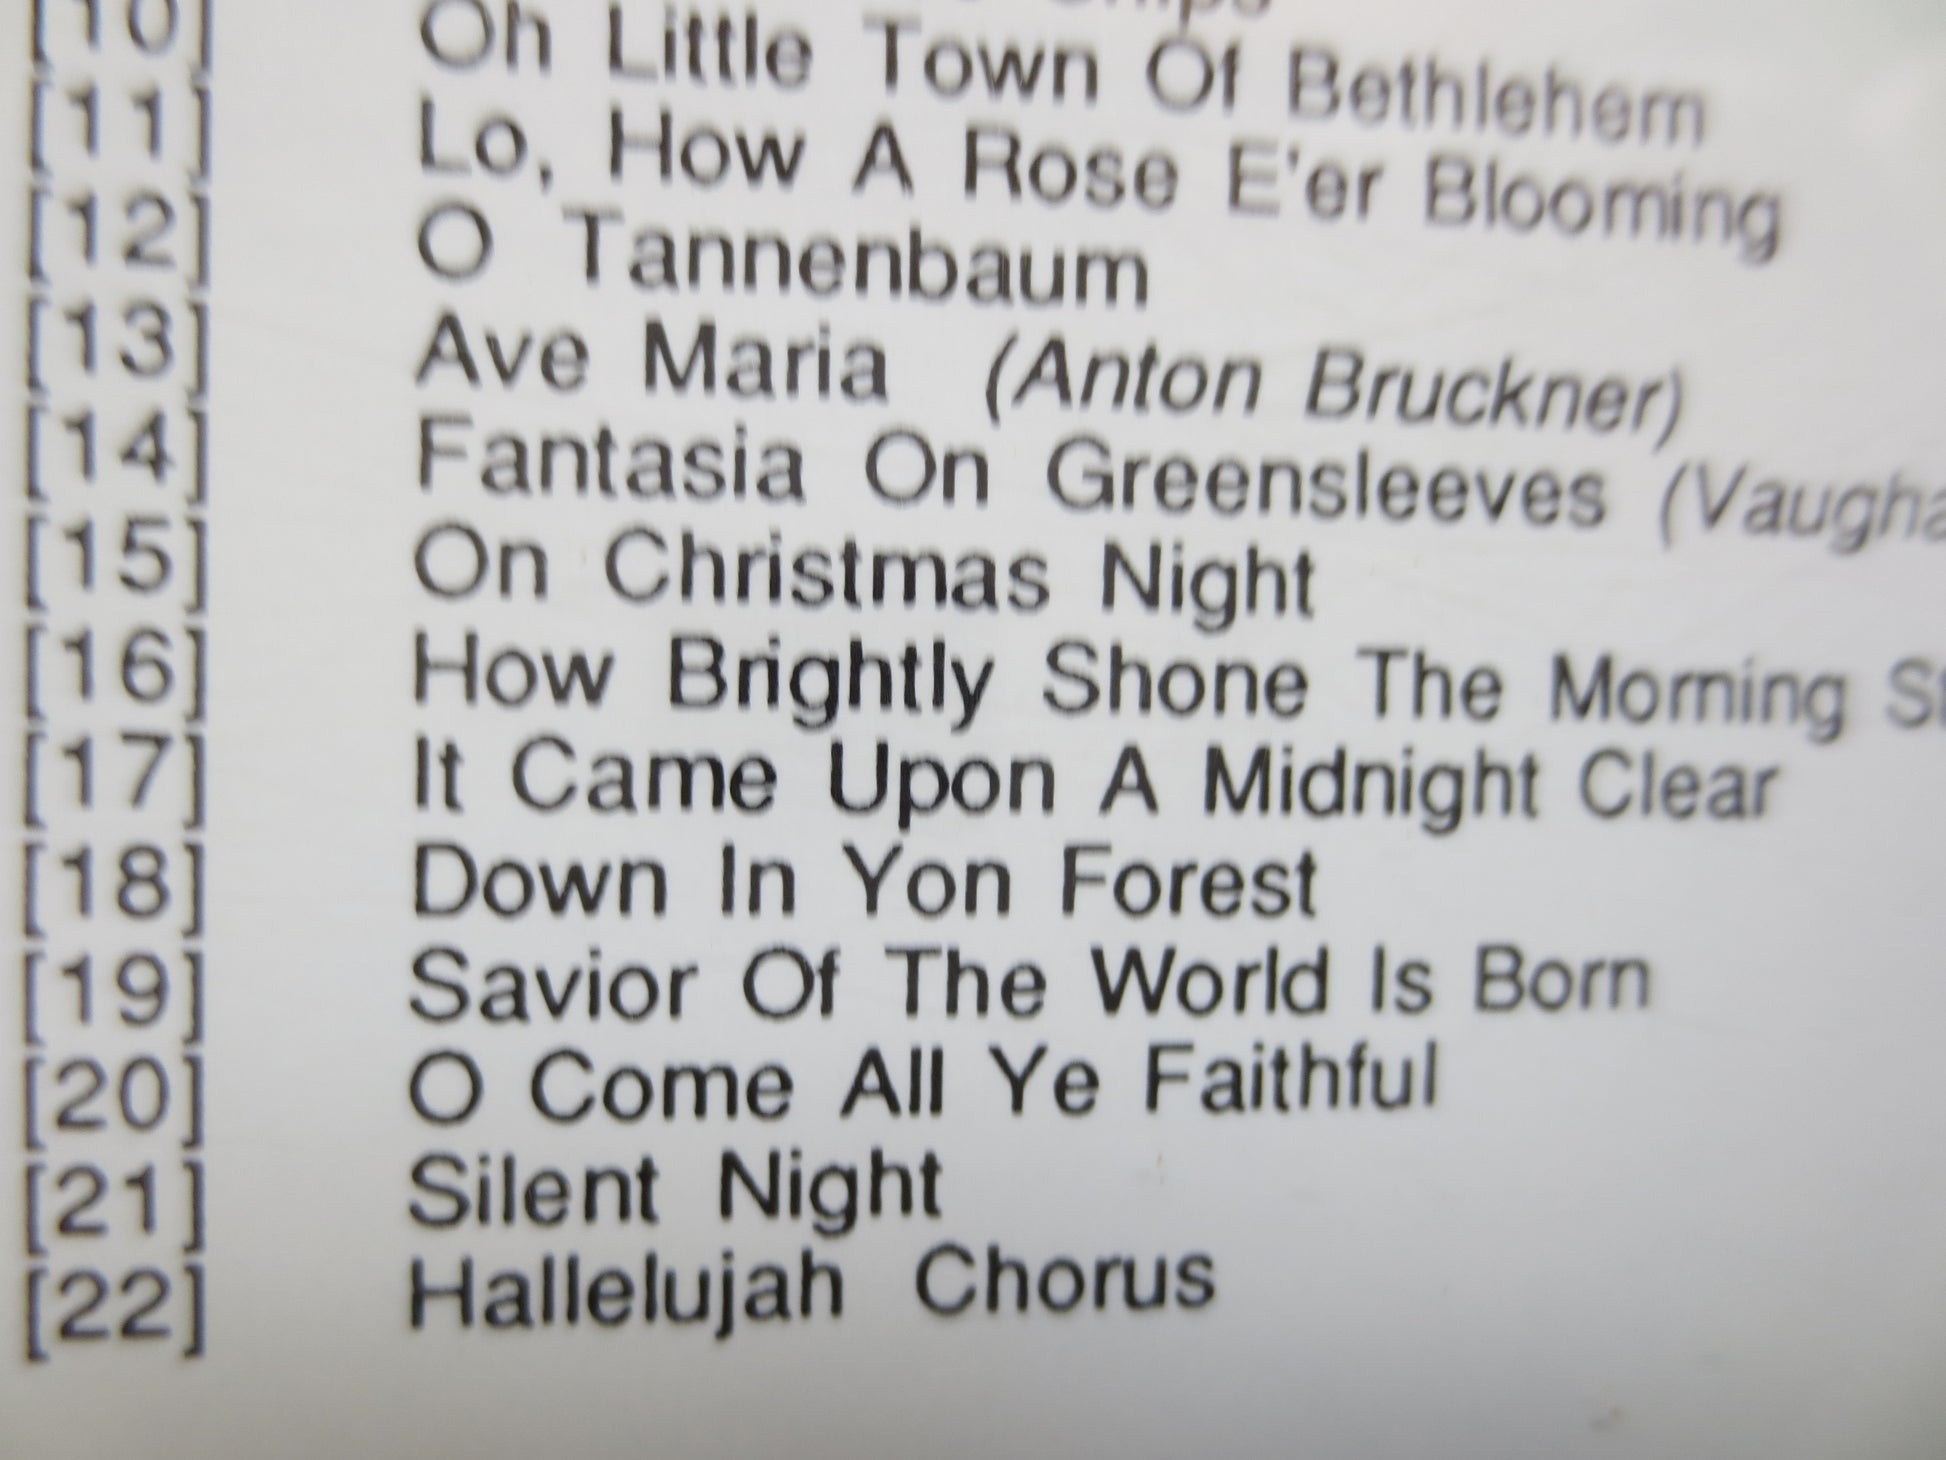 [10] Oh Little Town Of Bethlehem
[11] Lo, How A Rose E'er Blooming
[12] O Tannenbaum
[13] Ave Maria (Anton Bruckner)
[14] Fantasia On Greensleeves
[15] On Christmas Night
[16] How Brightly Shone The Morning
[17] It Came Upon A Midnight Clear
[18] Down In Yon Forest
[19] Savior Of The World Is Born
[20] O Come All Ye Faithful
[21] Silent Night
[22] Hallelujah Chorus